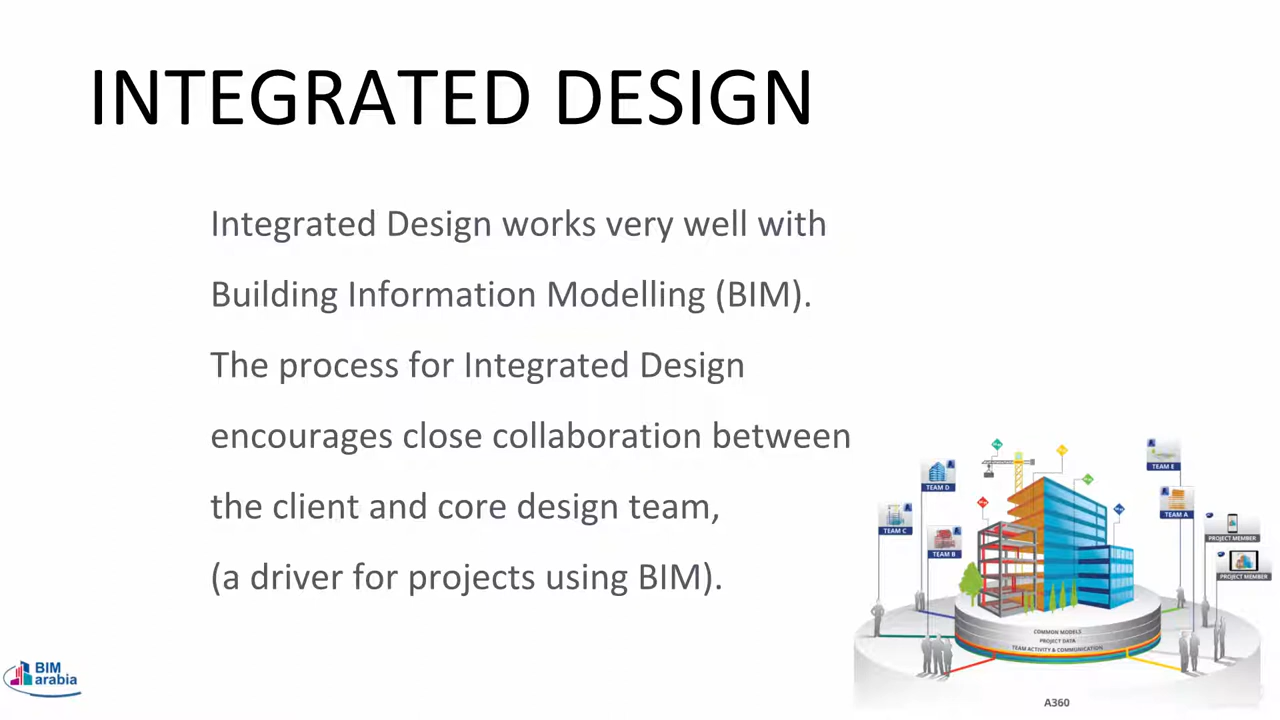 INTEGRATED DESIGN
Integrated Design works very well with
Building Information Modelling (BIM).
The process for Integrated Design
encourages close collaboration between
the client and core design team,
(a driver for projects using BIM).
TEAM E
TEAM D
TEAM A
TEAM C
PROJECT MEMBER
TEAM B
PROJECT MEMBER
COMMON MODELS
PROJECT DATA
TEAM ACTIVITY & COMMUNICATION
A360
BIM
arabia